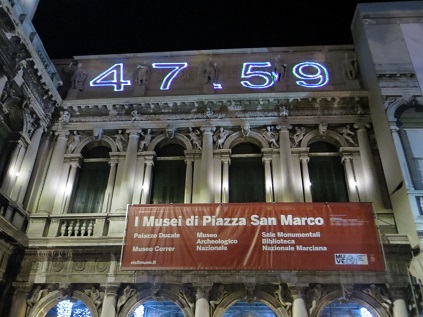 47.59
I Musei di Piazza San Marco
Palazzo Ducale
Museo Correr
Museo
Archeologico
Nazionale
Sale Monumentali
Biblioteca
Nazionale Marciana
MUVE